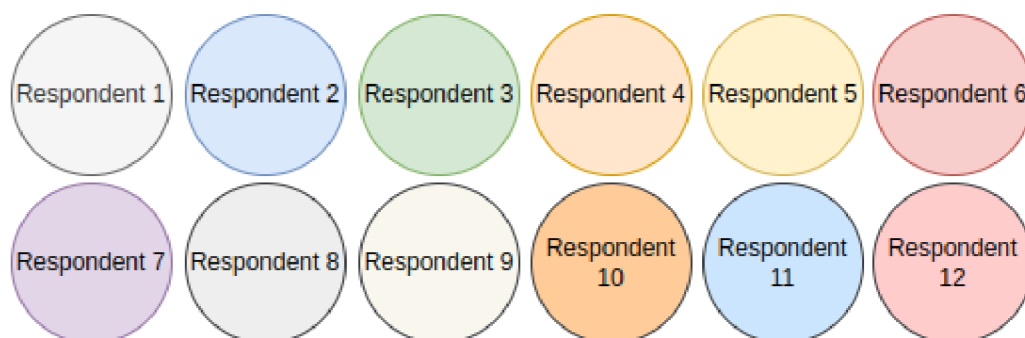 Respondent 1
Respondent 2
Respondent 3
Respondent 4
Respondent 5
Respondent 6
Respondent 7
Respondent 8
Respondent 9
Respondent
10
Respondent
11
Respondent
12